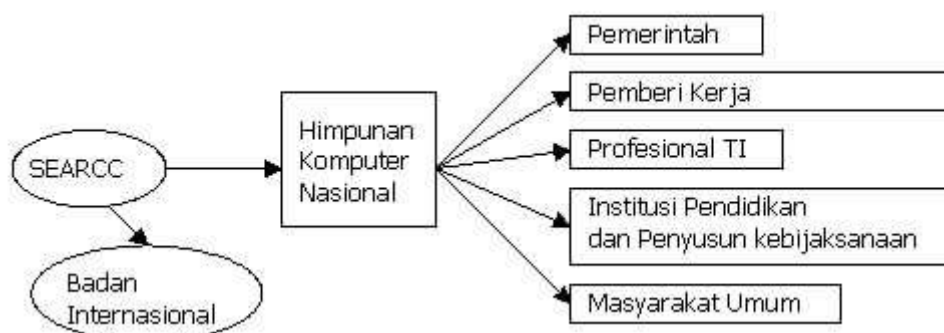 SEARCC
Badan
Internasional
Himpunan
Komputer
Nasional
Pemerintah
Pemberi Kerja
Profesional TI
Institusi Pendidikan
dan Penyusun kebijaksanaan
Masyarakat Umum